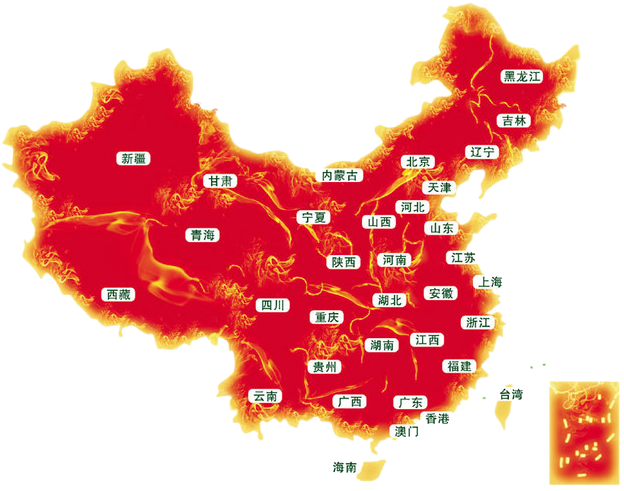 黑龙江
吉林
辽宁
新疆
北京
内蒙古
甘肃
天津
河北
宁夏
山西
山东
青海
陕西
河南
江苏
上海
西藏
安徽
湖北
四川
重庆
浙江
江西
湖南
福建
贵州
云南
台湾
广西
广东
香港
澳门
海南